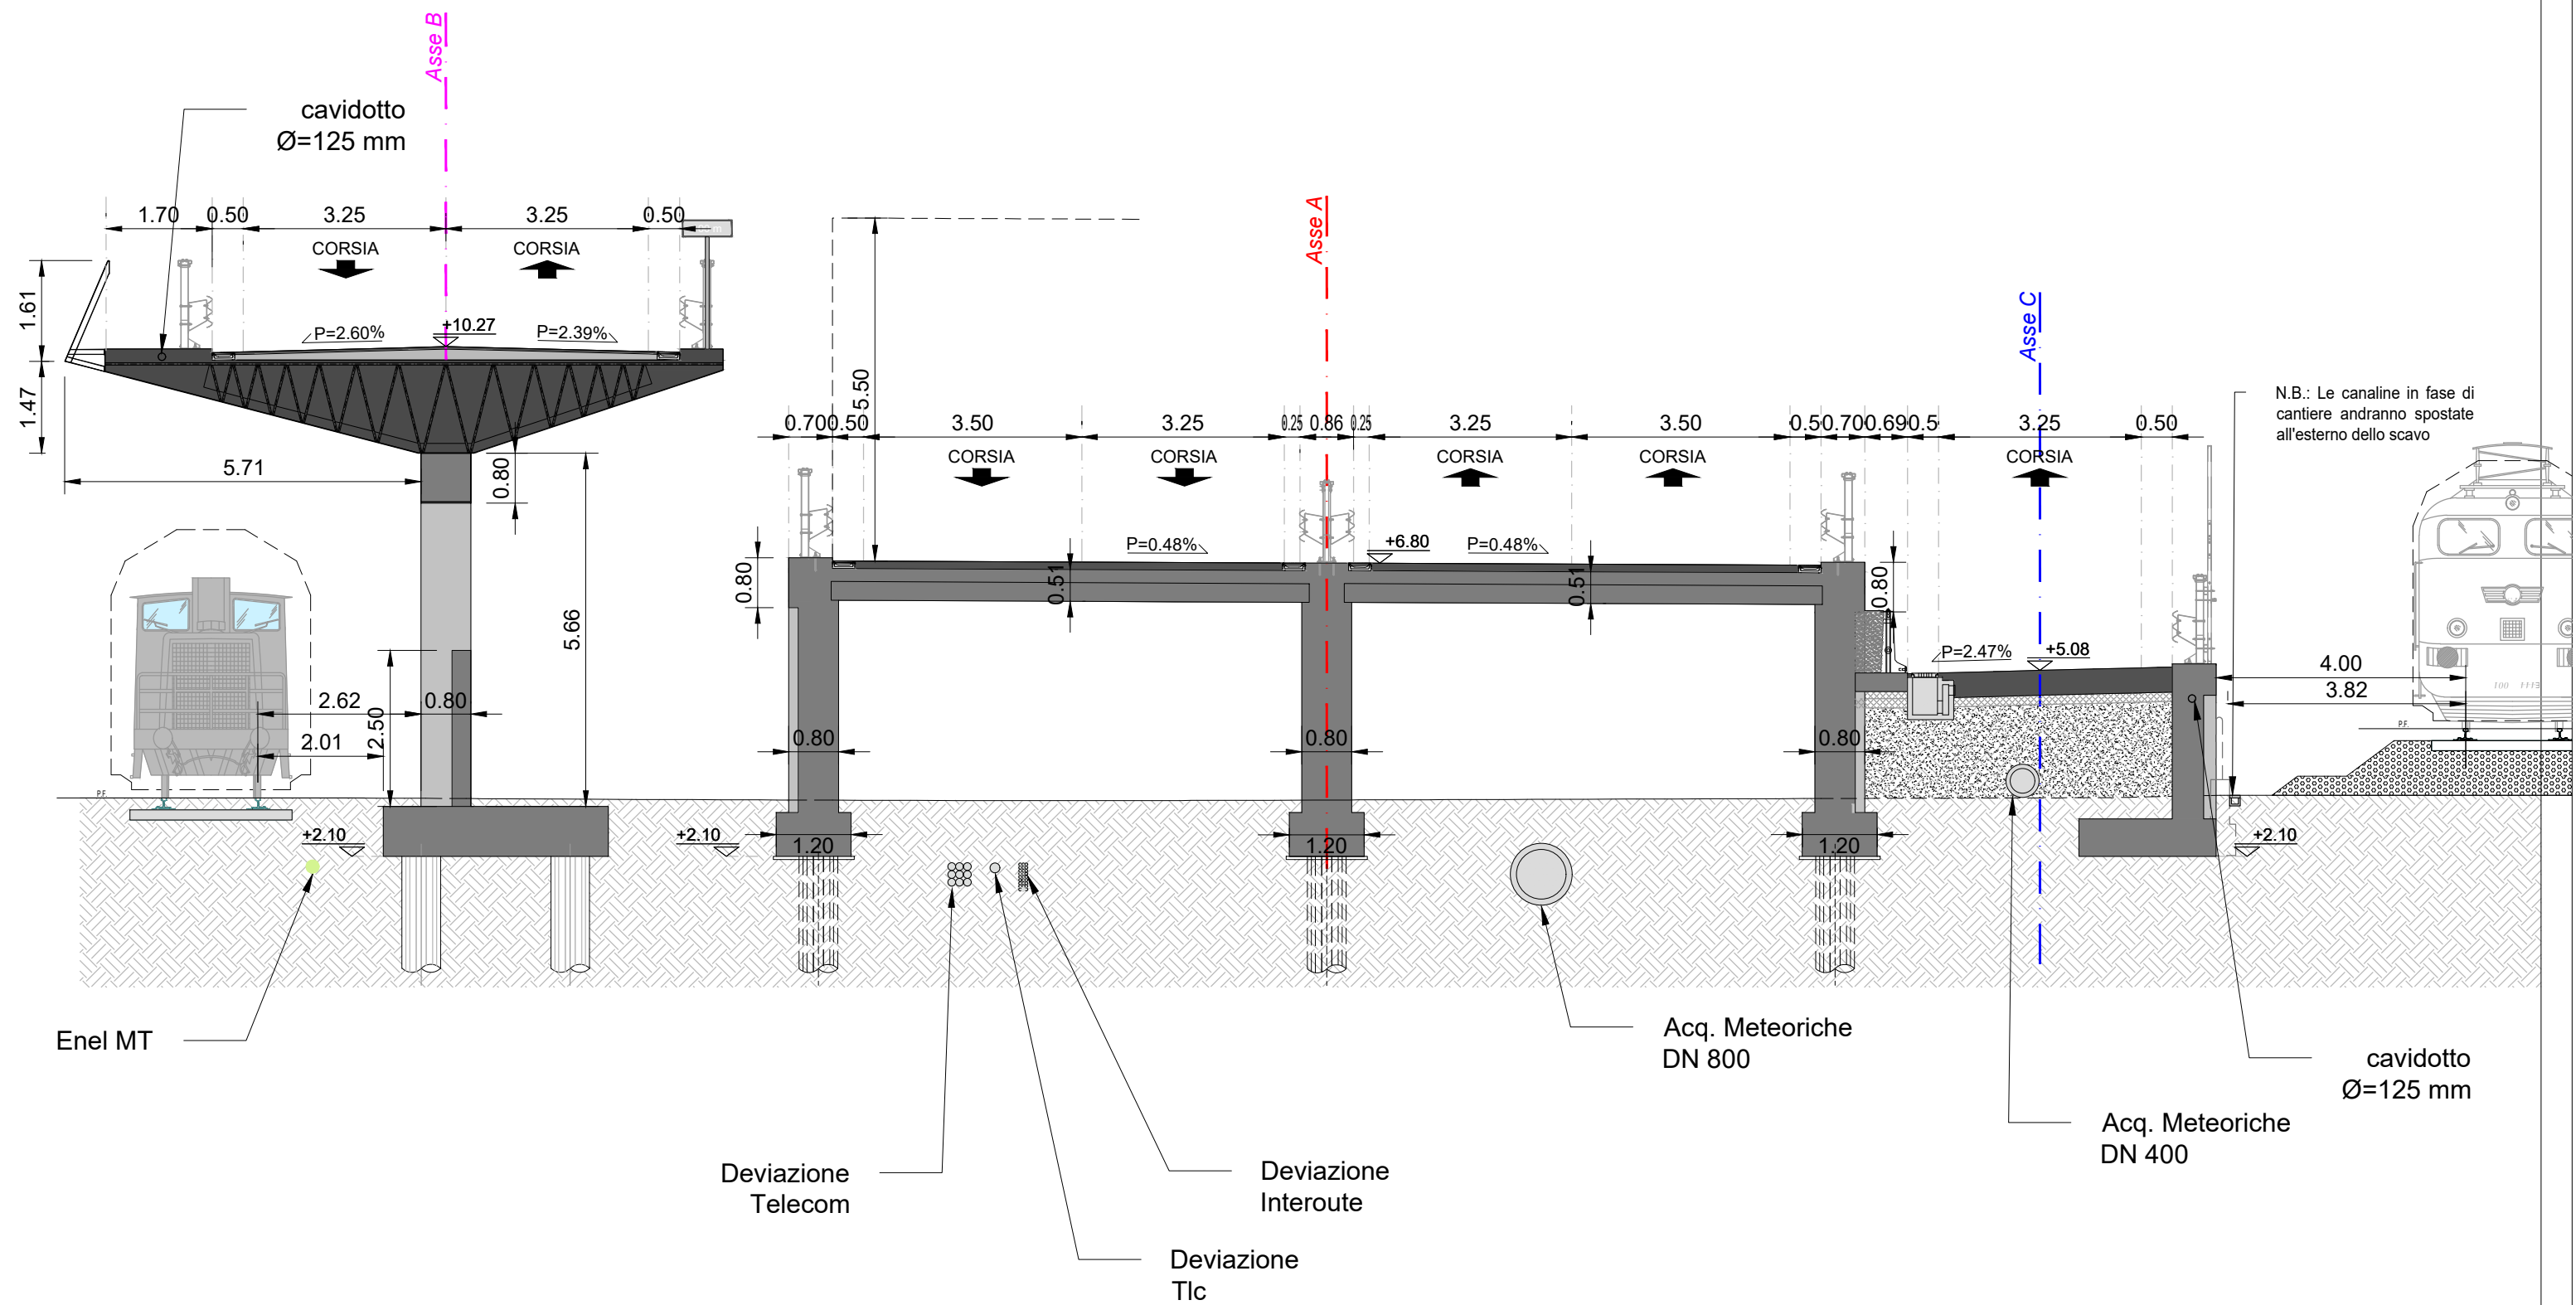 Asse B
cavidotto
Ø=125 mm
1.70
0.50
3.25
3.25
0.50
CORSIA
CORSIA
1.61
1.47
P=2.60%
+10.27
P=2.39%
5.71
0.80
5.66
2.62
0.80
2.50
2.01
P.F.
+2.10
Enel MT
Asse A
5.50
0.70
0.50
3.50
3.25
0.25
0.86
0.25
3.25
3.50
0.5
0.70
0.69
0.5
3.25
0.50
CORSIA
CORSIA
CORSIA
CORSIA
CORSIA
P=0.48%
+6.80
P=0.48%
0.80
0.51
0.51
0.80
0.80
0.80
0.80
+2.10
1.20
1.20
1.20
Asse C
P=2.47%
+5.08
N.B.: Le canaline in fase di
cantiere andranno spostate
all'esterno dello scavo
4.00
3.82
P.F.
+2.10
Acq. Meteoriche
DN 800
cavidotto
Ø=125 mm
Acq. Meteoriche
DN 400
Deviazione
Telecom
Deviazione
Interoute
Deviazione
Tlc